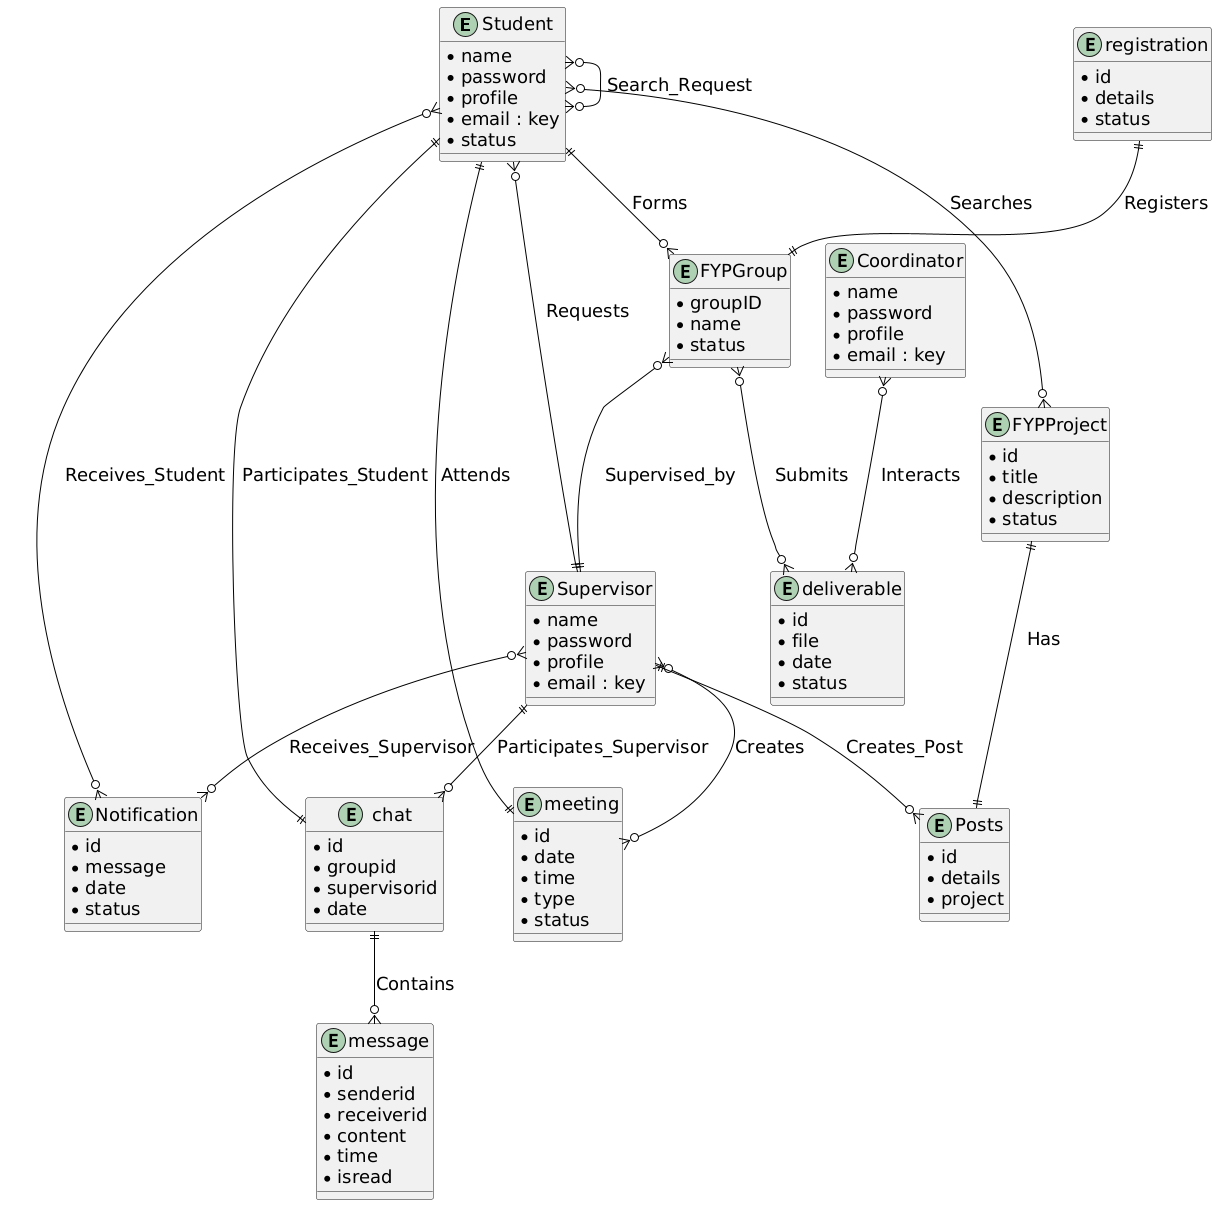 E Student
name
password
profile
email : key
status
Search_Request
E registration
id
details
status
Forms
Searches
Registers
E FYPGroup
groupID
name
status
E Coordinator
name
password
profile
email : key
Requests
E FYPProject
id
title
description
status
Receives_Student
Participates_Student
Attends
Supervised_by
Submits
Interacts
E Supervisor
name
password
profile
email : key
E deliverable
id
file
date
status
Has
Receives_Supervisor
Participates_Supervisor
Creates
Creates_Post
E Notification
id
message
date
status
E chat
id
groupid
supervisorid
date
E meeting
id
date
time
type
status
E Posts
id
details
project
Contains
E message
id
senderid
receiverid
content
time
isread